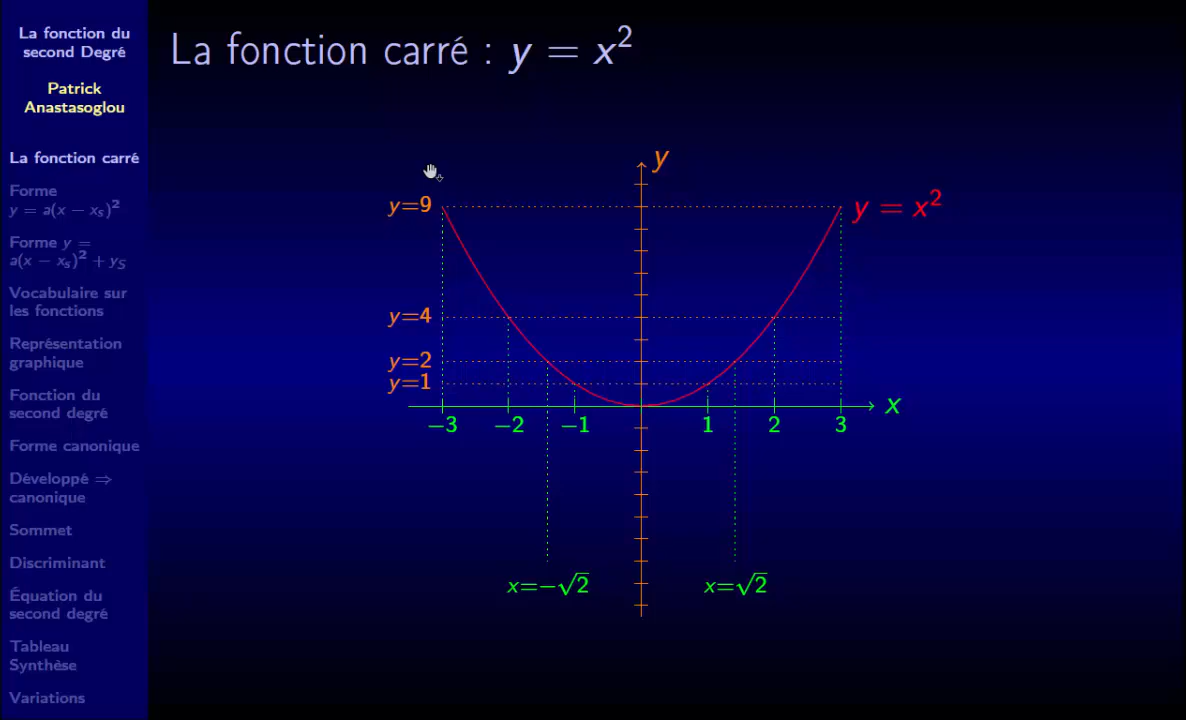 La fonction du
second Degré
Patrick
Anastasoglou
La fonction carré
Forme
y = a(x − xₛ)²
Forme y =
a(x − xₛ)² + y_S
Vocabulaire sur
les fonctions
Représentation
graphique
Fonction du
second degré
Forme canonique
Développé ⇒
canonique
Sommet
Discriminant
Équation du
second degré
Tableau
Synthèse
Variations
La fonction carré : y = x²
y
y=9
y = x²
y=4
y=2
y=1
x
−3 −2 −1 1 2 3
x=−√2 x=√2